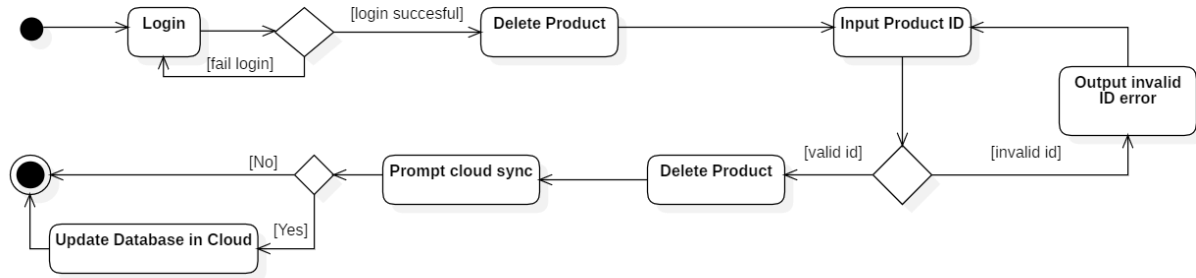 Login
[login succesful]
Delete Product
Input Product ID
[fail login]
Output invalid
ID error
[valid id]
[invalid id]
[No]
Prompt cloud sync
Delete Product
[Yes]
Update Database in Cloud